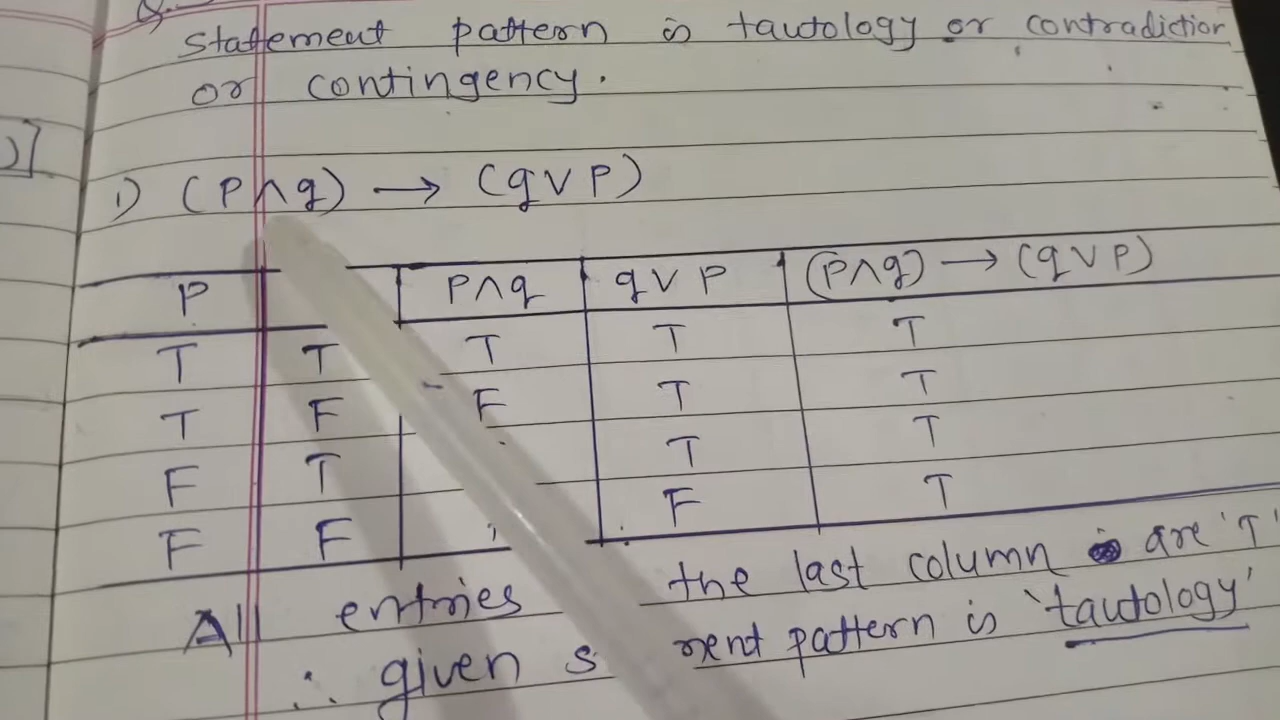 statement pattern is tautology or contradiction
or contingency.
)]
1) (p∧q) → (q∨p)
P p∧q q∨p (p∧q) → (q∨p)
T T T T T
T F F T T
F T T T
F F F T
All entries the last column are 'T'
∴ given s ment pattern is 'tautology'